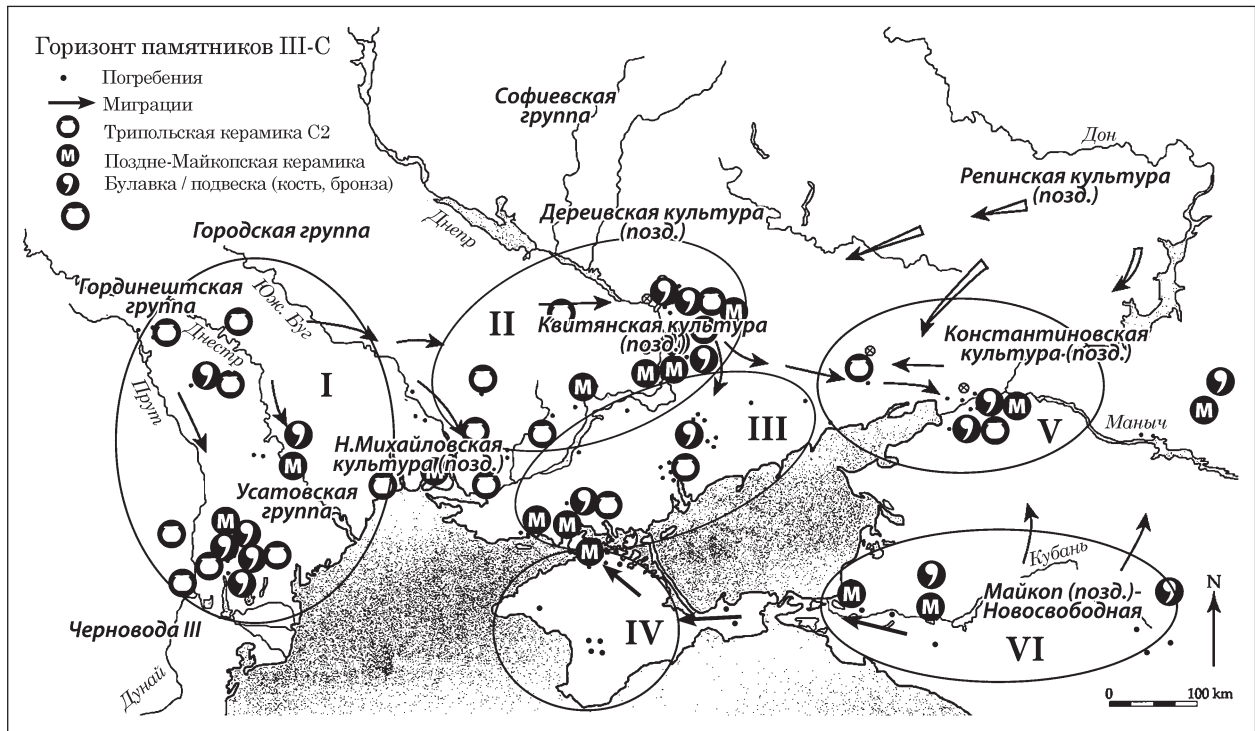 Горизонт памятников III-С
Погребения
Миграции
Трипольская керамика С2
М Поздне-Майкопская керамика
Булавка / подвеска (кость, бронза)
Софиевская
группа
Дон
Репинская культура
(позд.)
Днепр
Дереивская культура
(позд.)
Городская группа
Гординештская
группа
Юж. Буг
Днестр
Прут
I
II
Квитянская культура
(позд.)
М
М
М
М
Константиновская
культура (позд.)
М
V
Маныч
М
III
Н.Михайловская
культура (позд.)
М
М
Усатовская
группа
М
М
М
М
Черновода III
Дунай
IV
Кубань
Майкоп (позд.)-
Новосвободная
М
М
VI
N
0 100 km